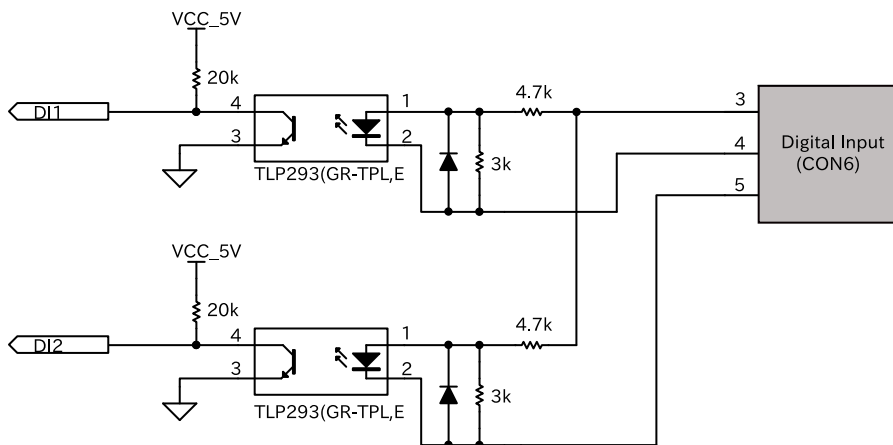 VCC_5V
20k
DI1
4
3
1
2
TLP293(GR-TPL,E
4.7k
3k
3
4
5
Digital Input
(CON6)
VCC_5V
20k
DI2
4
3
1
2
TLP293(GR-TPL,E
4.7k
3k